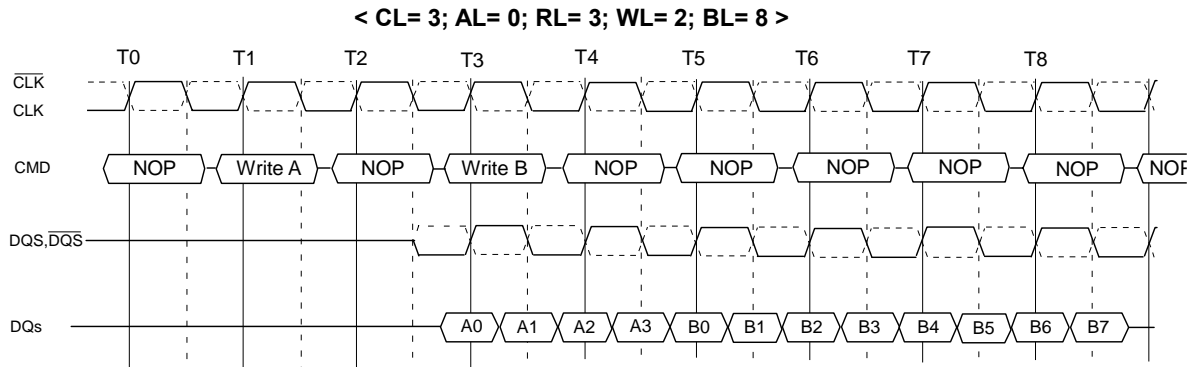 < CL= 3; AL= 0; RL= 3; WL= 2; BL= 8 >
T0 T1 T2 T3 T4 T5 T6 T7 T8
CLK
CLK
CMD NOP Write A NOP Write B NOP NOP NOP NOP NOP NOP
DQS,DQS
DQs A0 A1 A2 A3 B0 B1 B2 B3 B4 B5 B6 B7